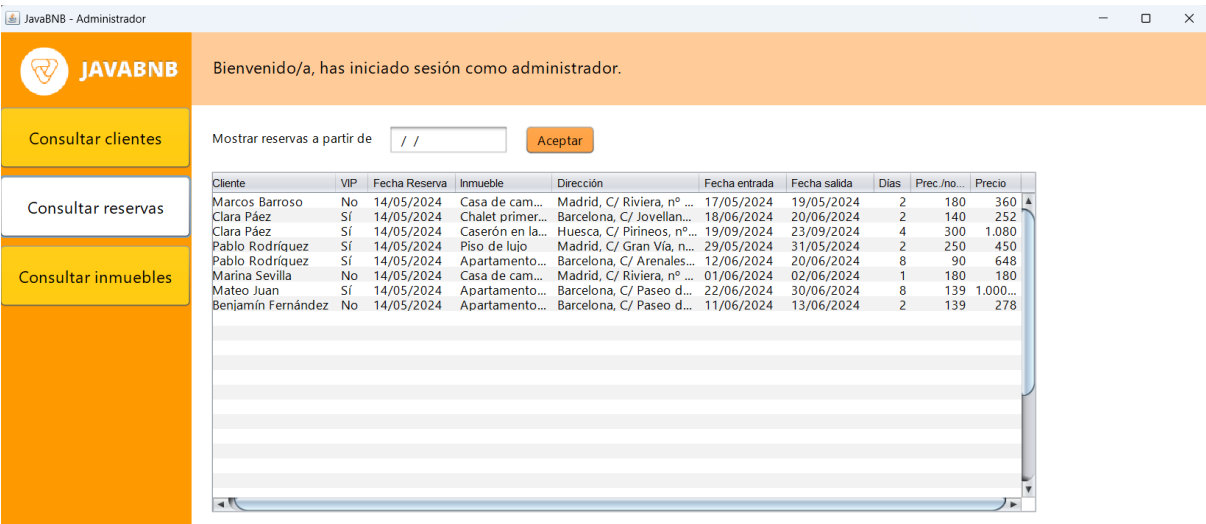 JavaBNB - Administrador
JAVABNB
Bienvenido/a, has iniciado sesión como administrador.
Consultar clientes
Consultar reservas
Consultar inmuebles
Mostrar reservas a partir de / / Aceptar
Cliente VIP Fecha Reserva Inmueble Dirección Fecha entrada Fecha salida Días Prec./no... Precio
Marcos Barroso No 14/05/2024 Casa de cam... Madrid, C/ Riviera, nº ... 17/05/2024 19/05/2024 2 180 360
Clara Páez Sí 14/05/2024 Chalet primer... Barcelona, C/ Jovellan... 18/06/2024 20/06/2024 2 140 252
Clara Páez Sí 14/05/2024 Caserón en la... Huesca, C/ Pirineos, nº... 19/09/2024 23/09/2024 4 300 1.080
Pablo Rodríguez Sí 14/05/2024 Piso de lujo Madrid, C/ Gran Vía, n... 29/05/2024 31/05/2024 2 250 450
Pablo Rodríguez Sí 14/05/2024 Apartamento... Barcelona, C/ Arenales... 12/06/2024 20/06/2024 8 90 648
Marina Sevilla No 14/05/2024 Casa de cam... Madrid, C/ Riviera, nº ... 01/06/2024 02/06/2024 1 180 180
Mateo Juan Sí 14/05/2024 Apartamento... Barcelona, C/ Paseo d... 22/06/2024 30/06/2024 8 139 1.000...
Benjamín Fernández No 14/05/2024 Apartamento... Barcelona, C/ Paseo d... 11/06/2024 13/06/2024 2 139 278